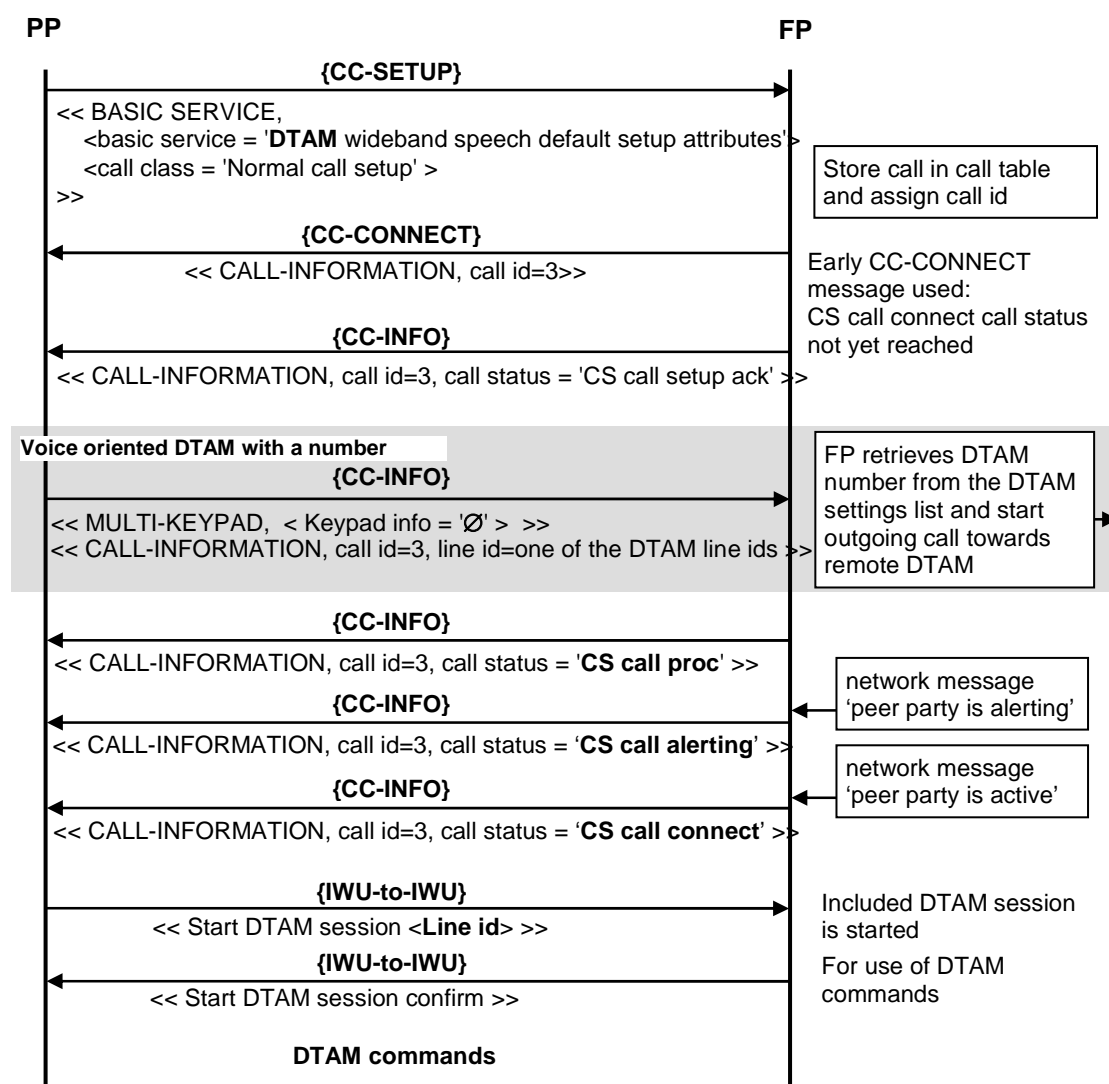 PP
FP
{CC-SETUP}
<< BASIC SERVICE,
<basic service = 'DTAM wideband speech default setup attributes'>
<call class = 'Normal call setup' >
>>
Store call in call table
and assign call id
{CC-CONNECT}
<< CALL-INFORMATION, call id=3>>
Early CC-CONNECT
message used:
CS call connect call status
not yet reached
{CC-INFO}
<< CALL-INFORMATION, call id=3, call status = 'CS call setup ack' >>
Voice oriented DTAM with a number
{CC-INFO}
<< MULTI-KEYPAD, < Keypad info = 'Ø' > >>
<< CALL-INFORMATION, call id=3, line id=one of the DTAM line ids >>
FP retrieves DTAM
number from the DTAM
settings list and start
outgoing call towards
remote DTAM
{CC-INFO}
<< CALL-INFORMATION, call id=3, call status = 'CS call proc' >>
{CC-INFO}
network message
‘peer party is alerting’
<< CALL-INFORMATION, call id=3, call status = ‘CS call alerting’ >>
{CC-INFO}
network message
‘peer party is active’
<< CALL-INFORMATION, call id=3, call status = ‘CS call connect’ >>
{IWU-to-IWU}
<< Start DTAM session <Line id> >>
Included DTAM session
is started
{IWU-to-IWU}
<< Start DTAM session confirm >>
For use of DTAM
commands
DTAM commands